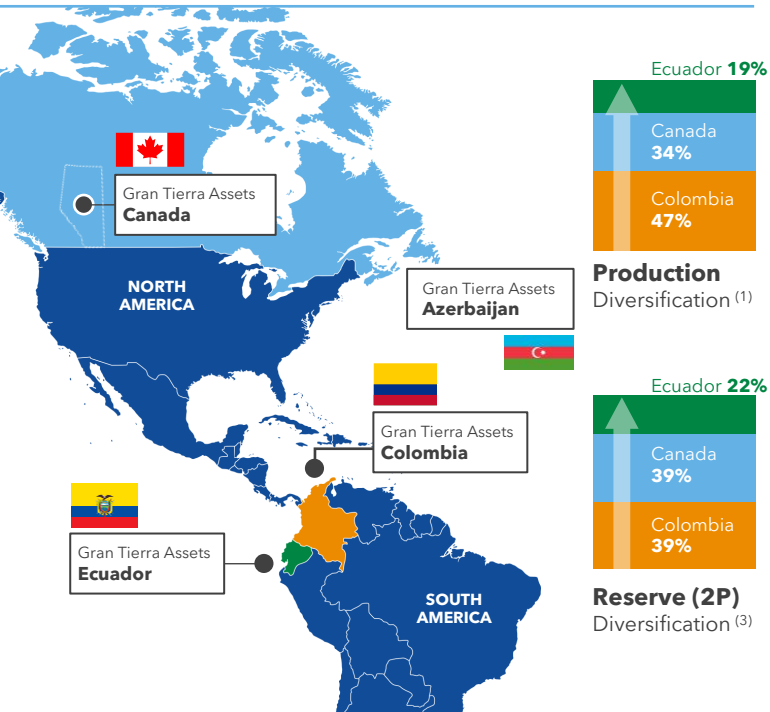 Ecuador 19%
Canada
34%
Colombia
47%
Production
Diversification (1)
Gran Tierra Assets
Canada
NORTH
AMERICA
Gran Tierra Assets
Azerbaijan
Gran Tierra Assets
Colombia
Gran Tierra Assets
Ecuador
SOUTH
AMERICA
Ecuador 22%
Canada
39%
Colombia
39%
Reserve (2P)
Diversification (3)